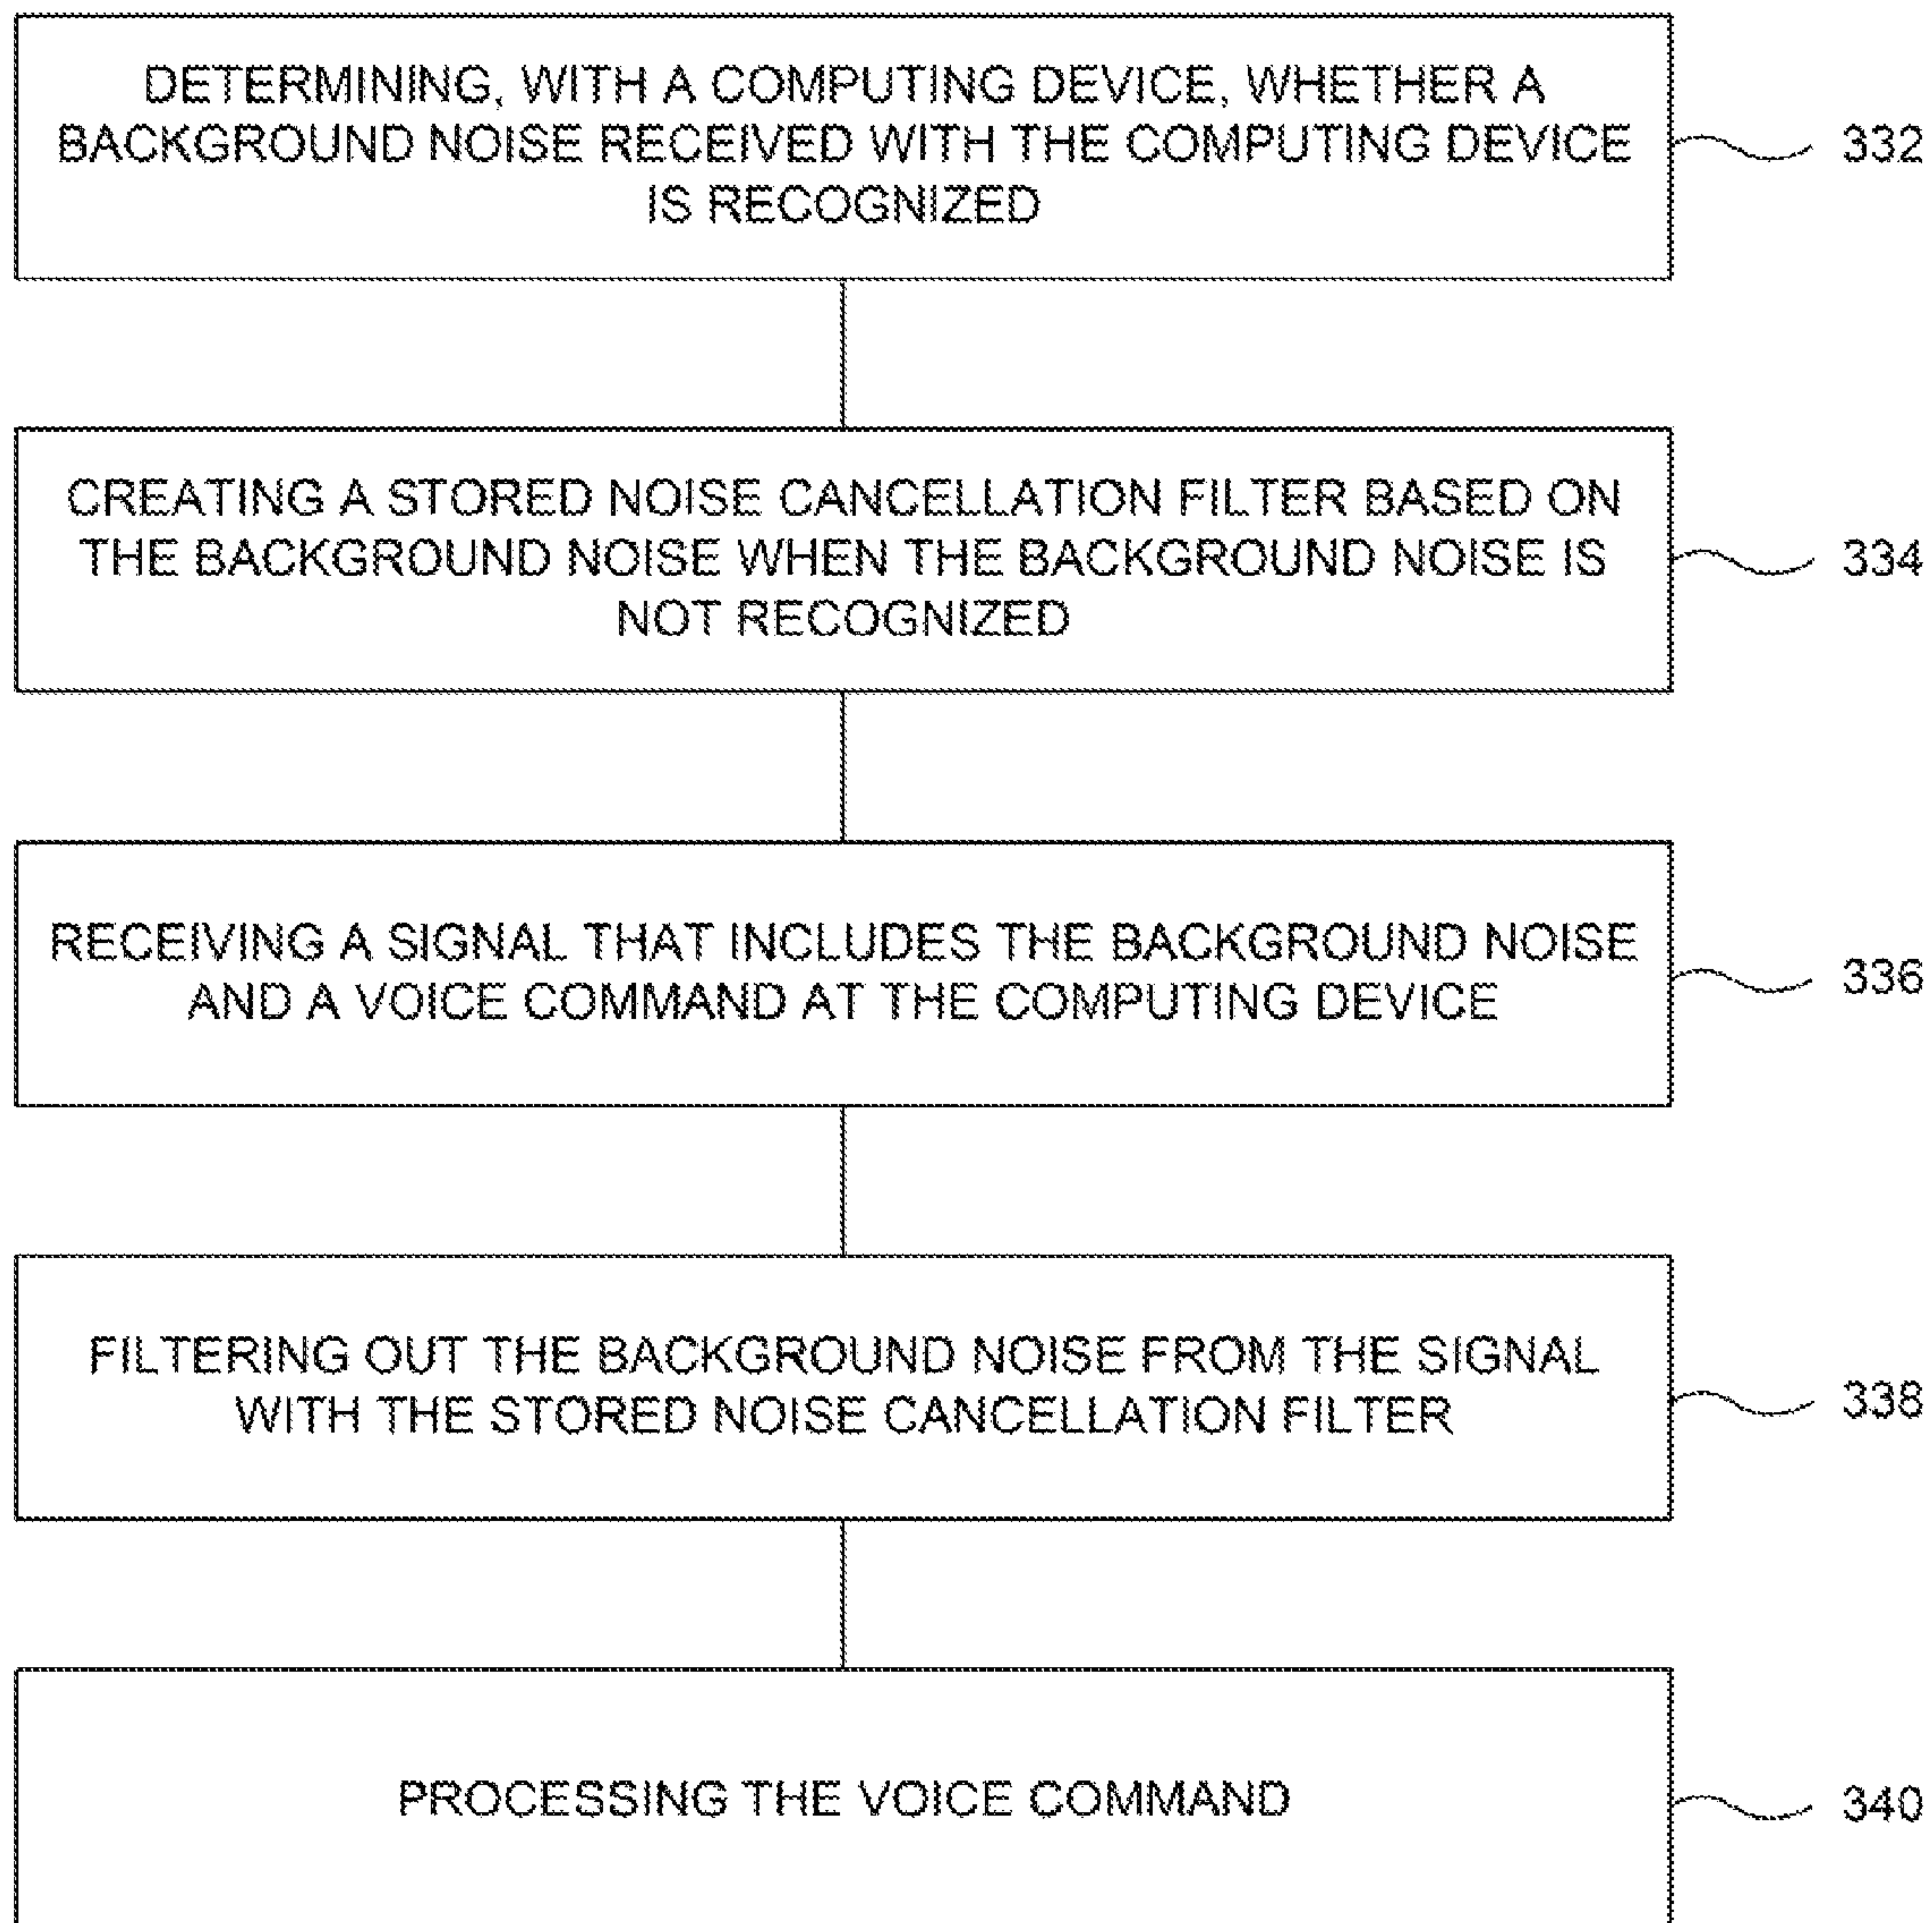 DETERMINING, WITH A COMPUTING DEVICE, WHETHER A
BACKGROUND NOISE RECEIVED WITH THE COMPUTING DEVICE
IS RECOGNIZED
332
CREATING A STORED NOISE CANCELLATION FILTER BASED ON
THE BACKGROUND NOISE WHEN THE BACKGROUND NOISE IS
NOT RECOGNIZED
334
RECEIVING A SIGNAL THAT INCLUDES THE BACKGROUND NOISE
AND A VOICE COMMAND AT THE COMPUTING DEVICE
336
FILTERING OUT THE BACKGROUND NOISE FROM THE SIGNAL
WITH THE STORED NOISE CANCELLATION FILTER
338
PROCESSING THE VOICE COMMAND
340